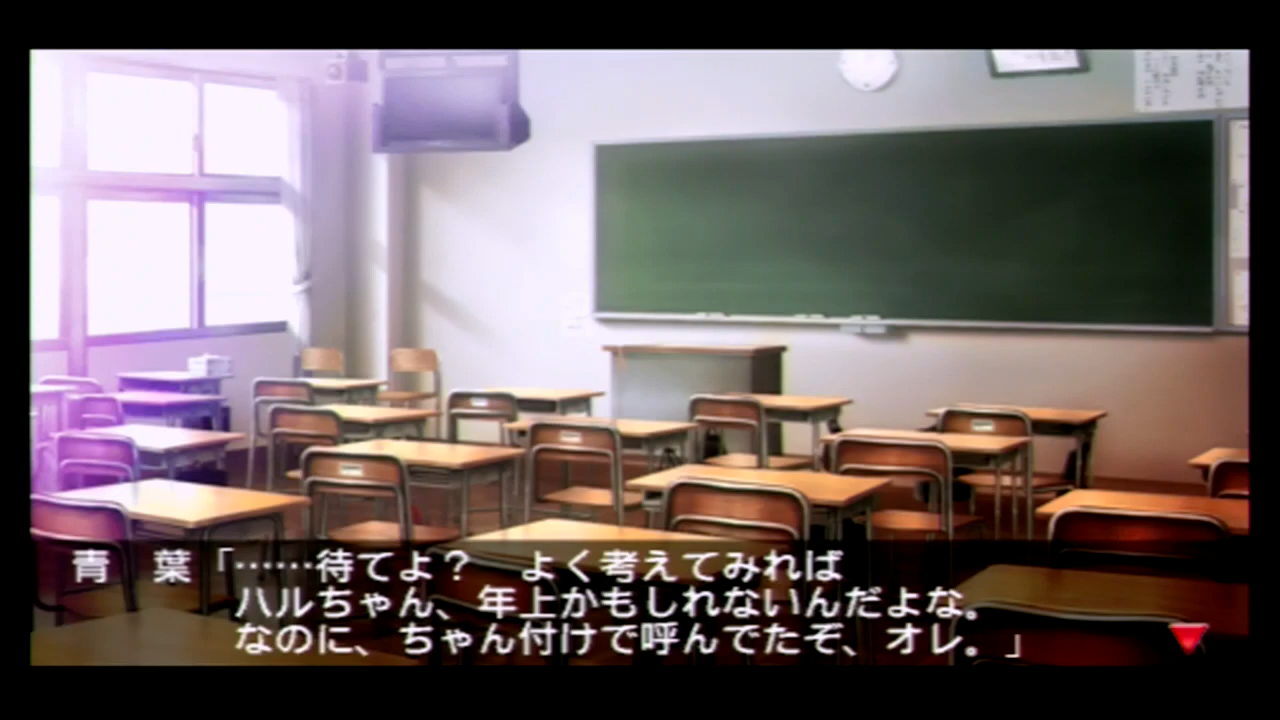 青　葉「……待てよ？　よく考えてみれば
ハルちゃん、年上かもしれないんだよな。
なのに、ちゃん付けで呼んでたぞ、オレ。」